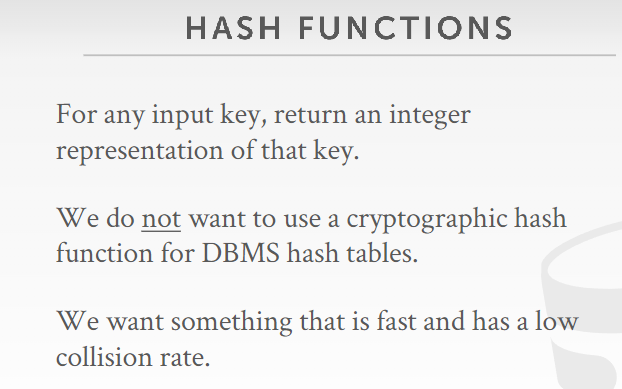 HASH FUNCTIONS
For any input key, return an integer
representation of that key.
We do not want to use a cryptographic hash
function for DBMS hash tables.
We want something that is fast and has a low
collision rate.